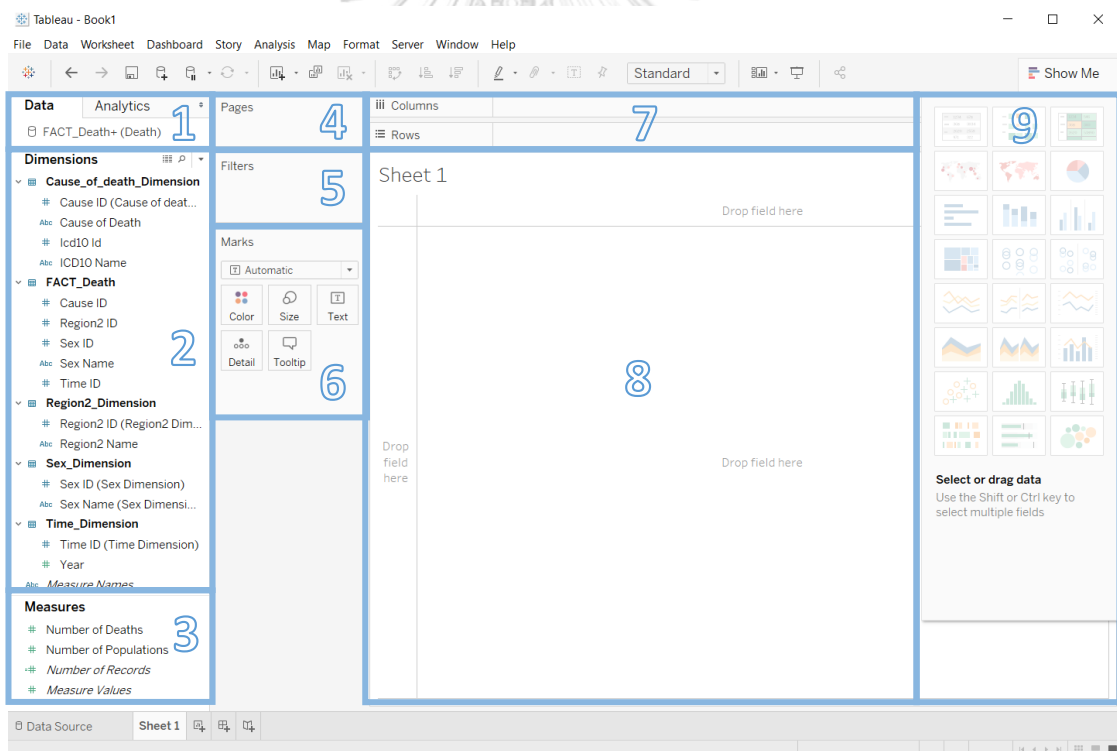 Tableau - Book1
File Data Worksheet Dashboard Story Analysis Map Format Server Window Help
Standard
Show Me
Data Analytics
1
FACT_Death+ (Death)
Pages
4
Columns
Rows
7
9
Dimensions
Cause_of_death_Dimension
# Cause ID (Cause of deat...
Abc Cause of Death
# Icd10 Id
Abc ICD10 Name
FACT_Death
# Cause ID
# Region2 ID
# Sex ID
Abc Sex Name
# Time ID
2
Region2_Dimension
# Region2 ID (Region2 Dim...
Abc Region2 Name
Sex_Dimension
# Sex ID (Sex Dimension)
Abc Sex Name (Sex Dimensi...
Time_Dimension
# Time ID (Time Dimension)
# Year
Abc Measure Names
Measures
# Number of Deaths
# Number of Populations
3
=# Number of Records
# Measure Values
Filters
5
Marks
Automatic
Color Size Text
Detail Tooltip
6
Sheet 1
Drop field here
8
Drop
field
here
Drop field here
Select or drag data
Use the Shift or Ctrl key to
select multiple fields
Data Source Sheet 1